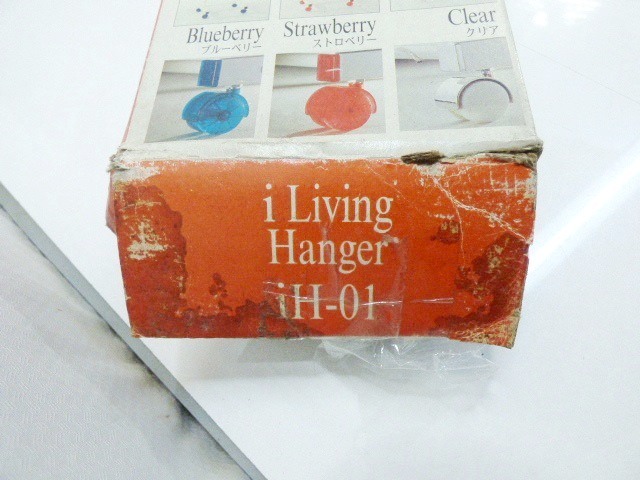 Blueberry Strawberry Clear
ブルーベリー ストロベリー クリア
i Living
Hanger
iH-01